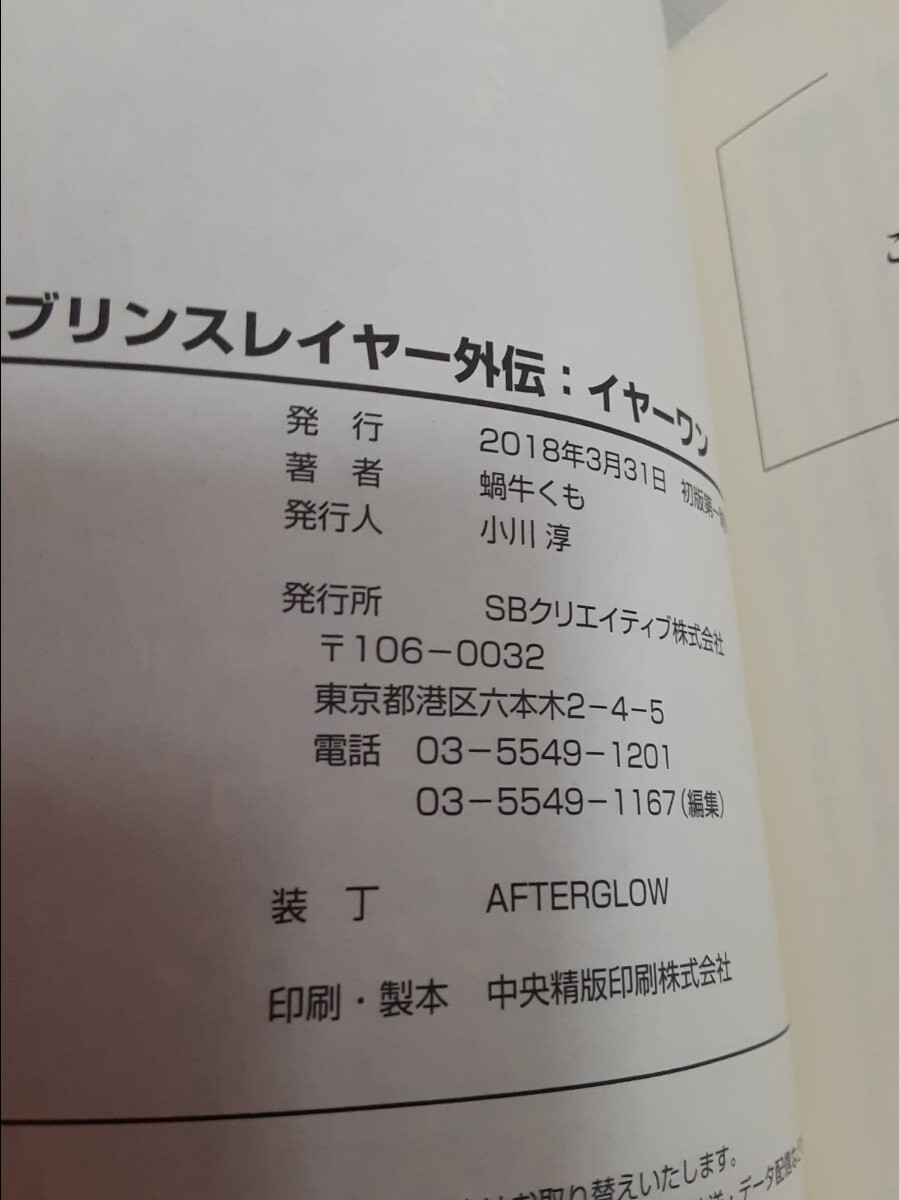 ブリンスレイヤー外伝：イヤーワン
発 行 2018年3月31日 初版第一
著 者 蝸牛くも
発行人 小川 淳
発行所 SBクリエイティブ株式会社
〒106-0032
東京都港区六本木2-4-5
電話 03-5549-1201
03-5549-1167(編集)
装 丁 AFTERGLOW
印刷・製本 中央精版印刷株式会社
お取り替えいたします。
・データ配信な